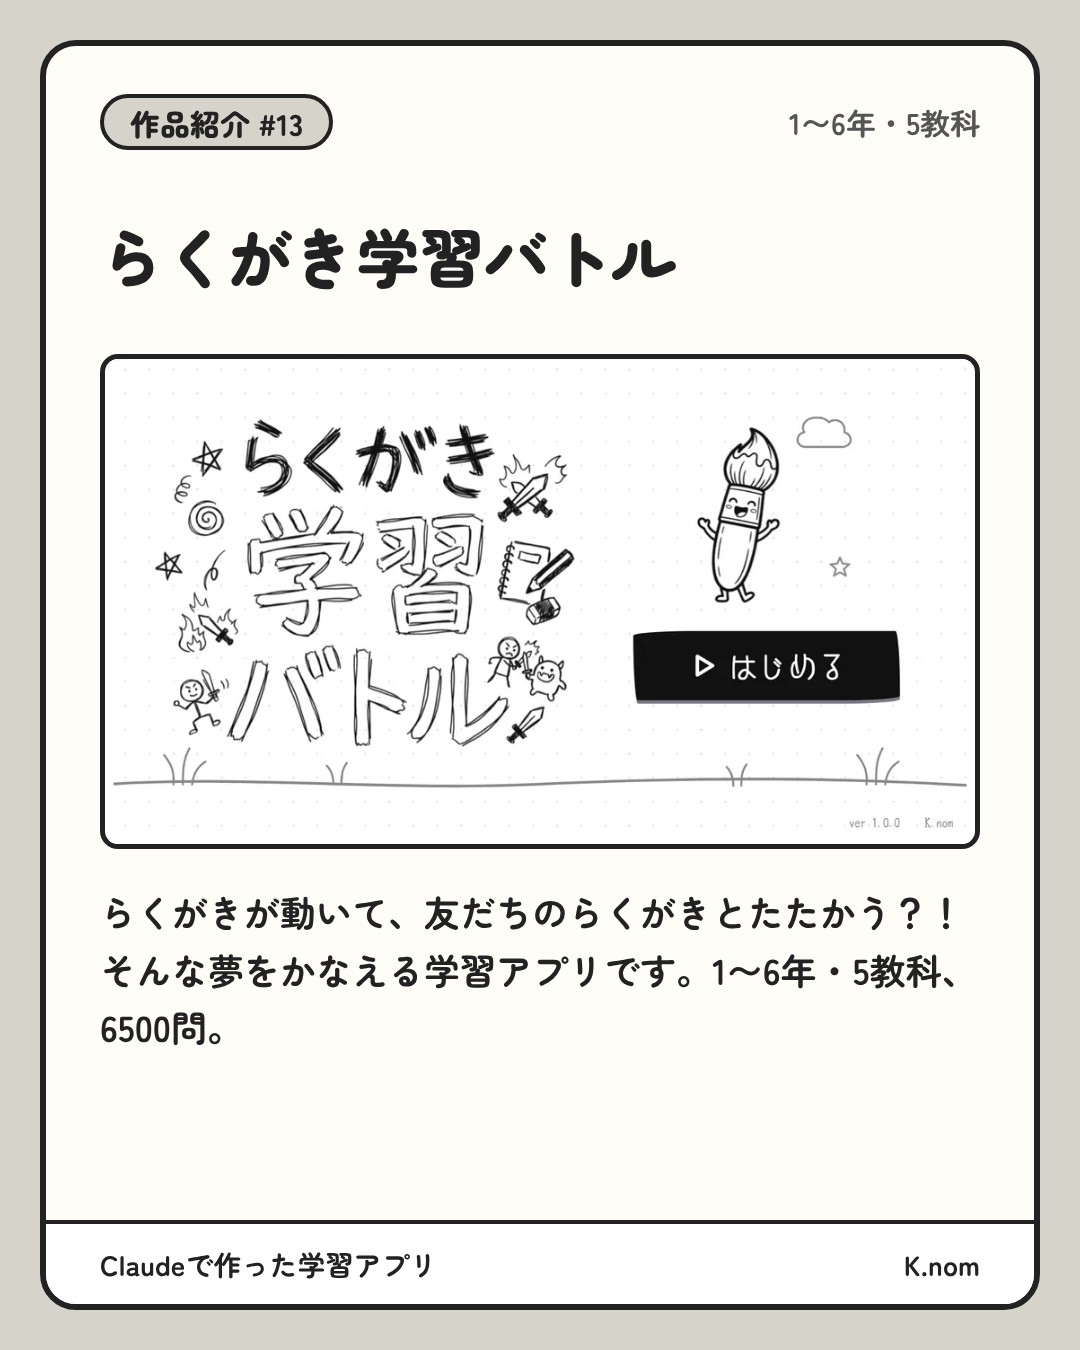 作品紹介 #13
1〜6年・5教科
らくがき学習バトル
らくがき
学習
バトル
▷ はじめる
ver 1.0.0 K.nom
らくがきが動いて、友だちのらくがきとたたかう？！
そんな夢をかなえる学習アプリです。1〜6年・5教科、
6500問。
Claudeで作った学習アプリ
K.nom